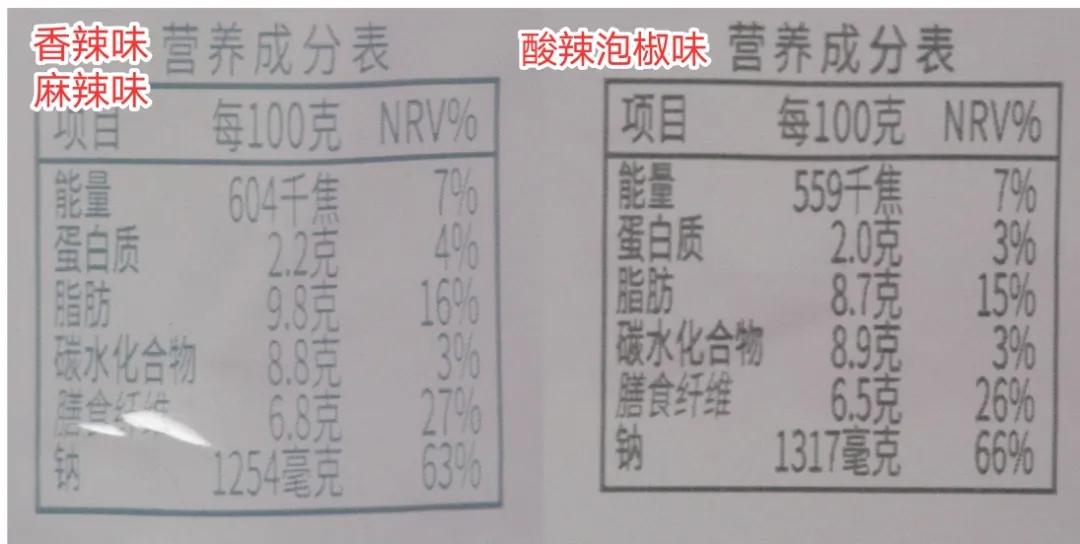 香辣味
麻辣味
营养成分表
项目 每100克 NRV%
能量 604千焦 7%
蛋白质 2.2克 4%
脂肪 9.8克 16%
碳水化合物 8.8克 3%
膳食纤维 6.8克 27%
钠 1254毫克 63%
酸辣泡椒味
营养成分表
项目 每100克 NRV%
能量 559千焦 7%
蛋白质 2.0克 3%
脂肪 8.7克 15%
碳水化合物 8.9克 3%
膳食纤维 6.5克 26%
钠 1317毫克 66%